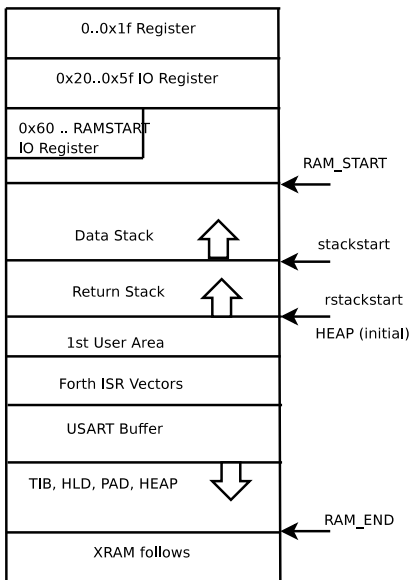 0..0x1f Register
0x20..0x5f IO Register
0x60 .. RAMSTART
IO Register
RAM_START
Data Stack
stackstart
Return Stack
rstackstart
HEAP (initial)
1st User Area
Forth ISR Vectors
USART Buffer
TIB, HLD, PAD, HEAP
RAM_END
XRAM follows